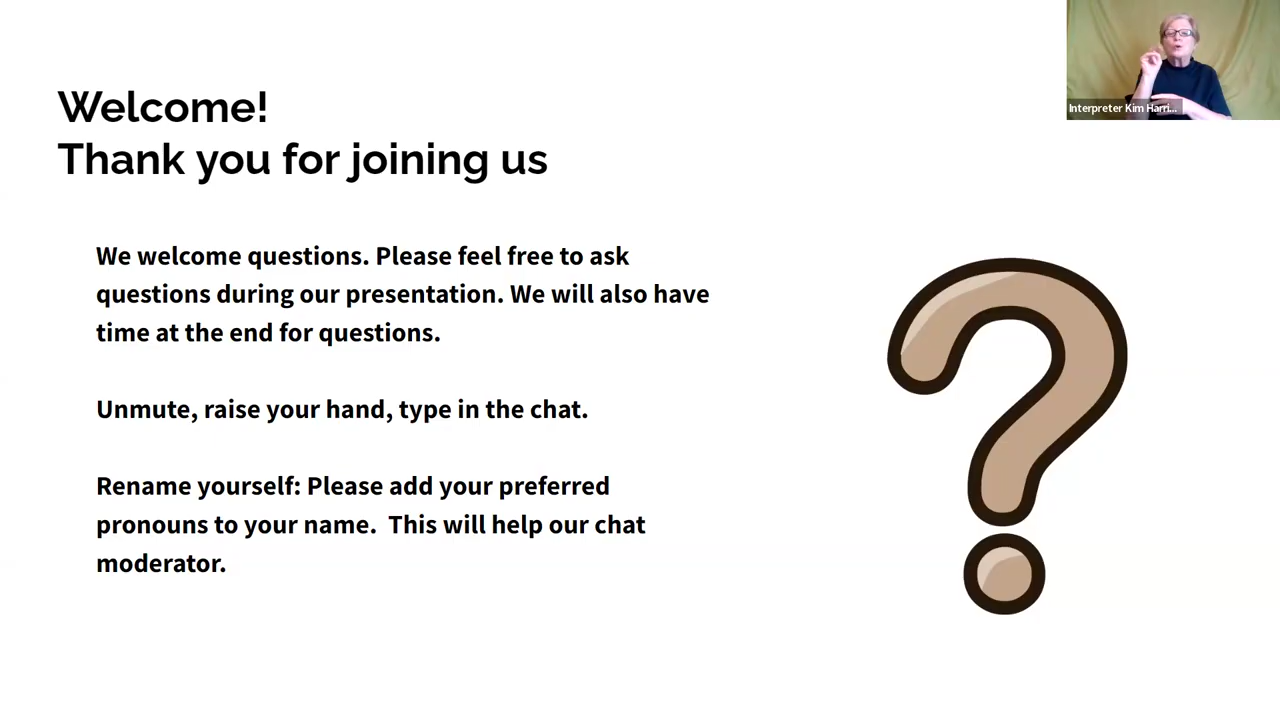 Welcome!
Thank you for joining us
We welcome questions. Please feel free to ask
questions during our presentation. We will also have
time at the end for questions.
Unmute, raise your hand, type in the chat.
Rename yourself: Please add your preferred
pronouns to your name.  This will help our chat
moderator.
Interpreter Kim Harri...